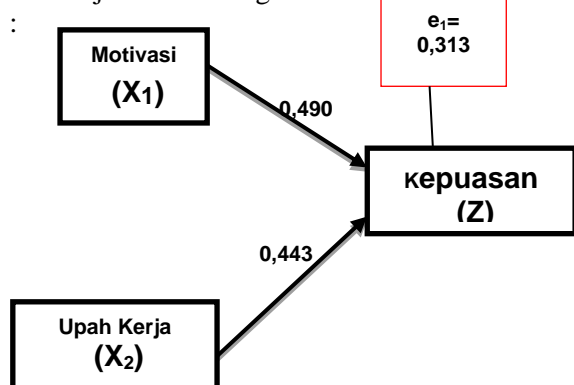 :
e₁=
0,313
Motivasi
(X₁)
0,490
Kepuasan
(Z)
0,443
Upah Kerja
(X₂)